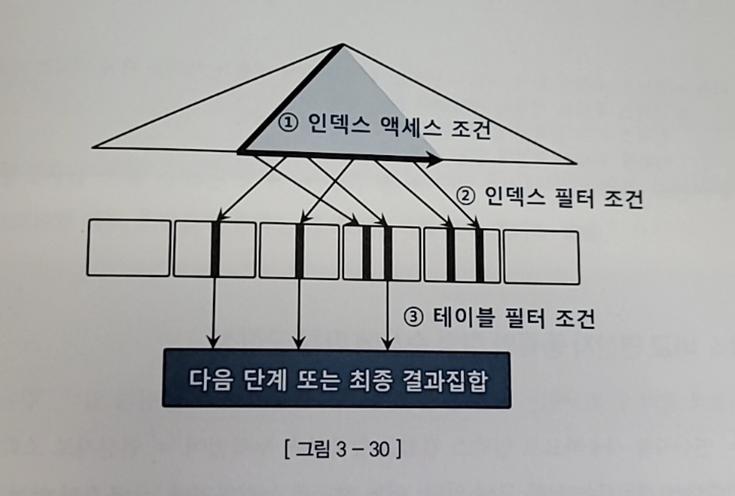 ① 인덱스 액세스 조건
② 인덱스 필터 조건
③ 테이블 필터 조건
다음 단계 또는 최종 결과집합
[ 그림 3 – 30 ]